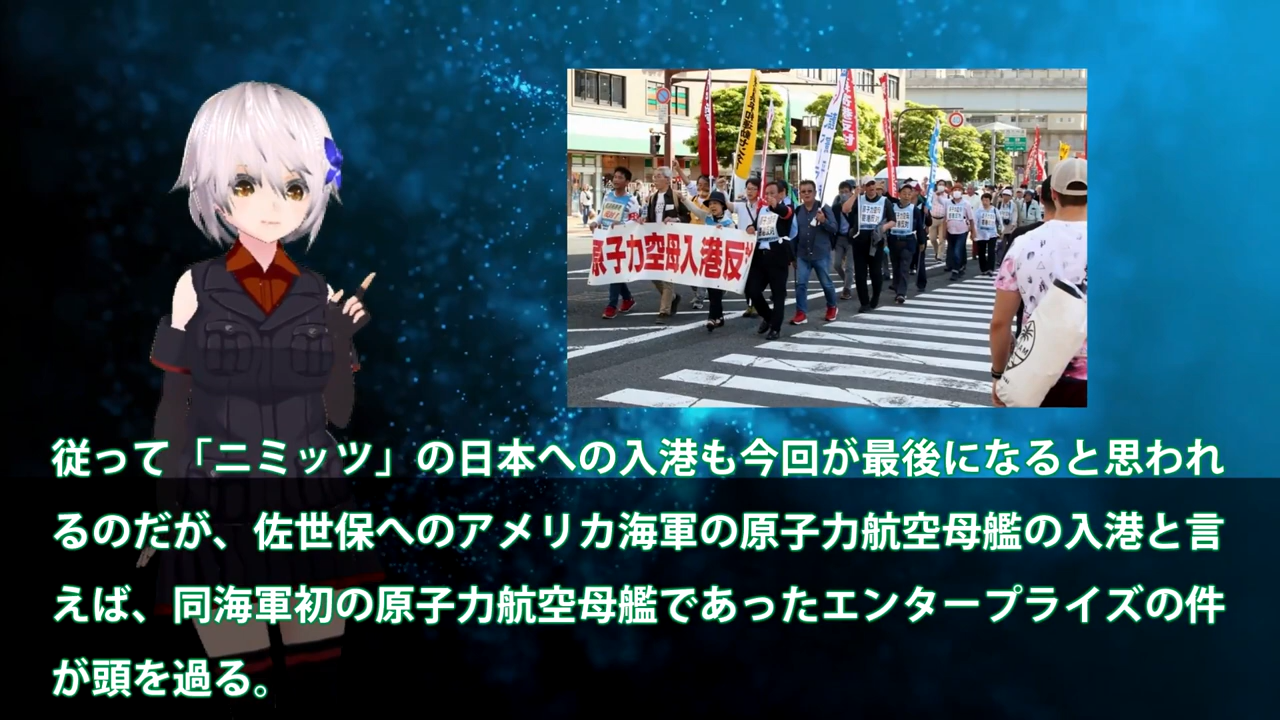 原子力空母入港反対
従って「ニミッツ」の日本への入港も今回が最後になると思われ
るのだが、佐世保へのアメリカ海軍の原子力航空母艦の入港と言
えば、同海軍初の原子力航空母艦であったエンタープライズの件
が頭を過る。